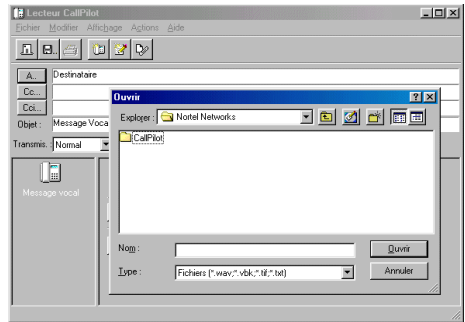 Lecteur CallPilot
Fichier Modifier Affichage Actions Aide
A..
Destinataire
Cc...
Cci...
Objet :
Message Voca
Transmis. :
Normal
Message vocal
Ouvrir
Explorer :
Nortel Networks
CallPilot
Nom :
Ouvrir
Type :
Fichiers (*.wav;*.vbk;*.tif;*.txt)
Annuler